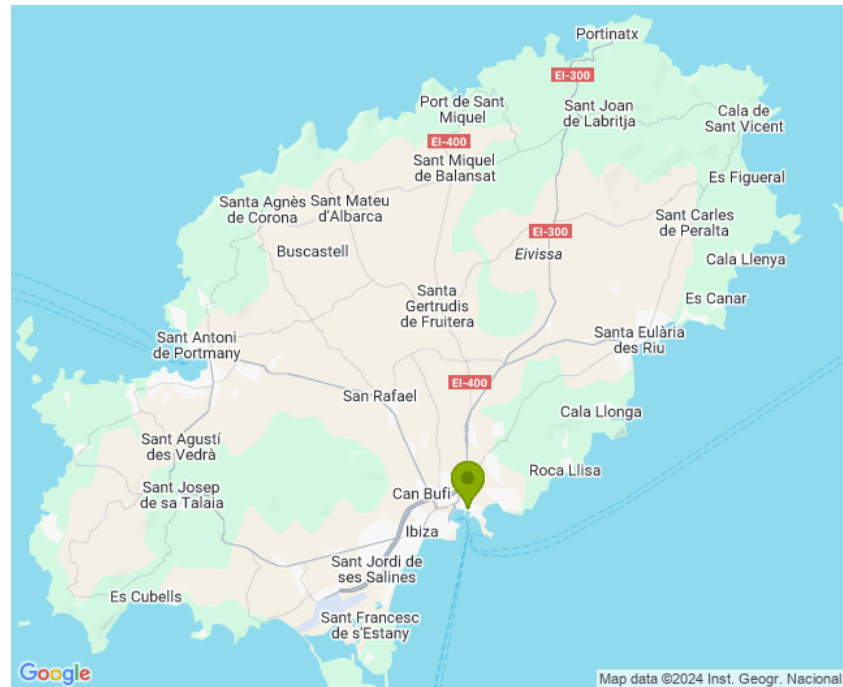 Portinatx
EI-300
Port de Sant
Miquel
Sant Joan
de Labritja
Cala de
Sant Vicent
EI-400
Sant Miquel
de Balansat
Es Figueral
Santa Agnès
de Corona
Sant Mateu
d'Albarca
Sant Carles
de Peralta
EI-300
Buscastell
Eivissa
Cala Llenya
Santa
Gertrudis
de Fruitera
Es Canar
Sant Antoni
de Portmany
Santa Eulària
des Riu
EI-400
San Rafael
Cala Llonga
Sant Agustí
des Vedrà
Roca Llisa
Sant Josep
de sa Talaia
Can Bufi
Ibiza
Sant Jordi de
ses Salines
Es Cubells
Sant Francesc
de s'Estany
Google
Map data ©2024 Inst. Geogr. Nacional